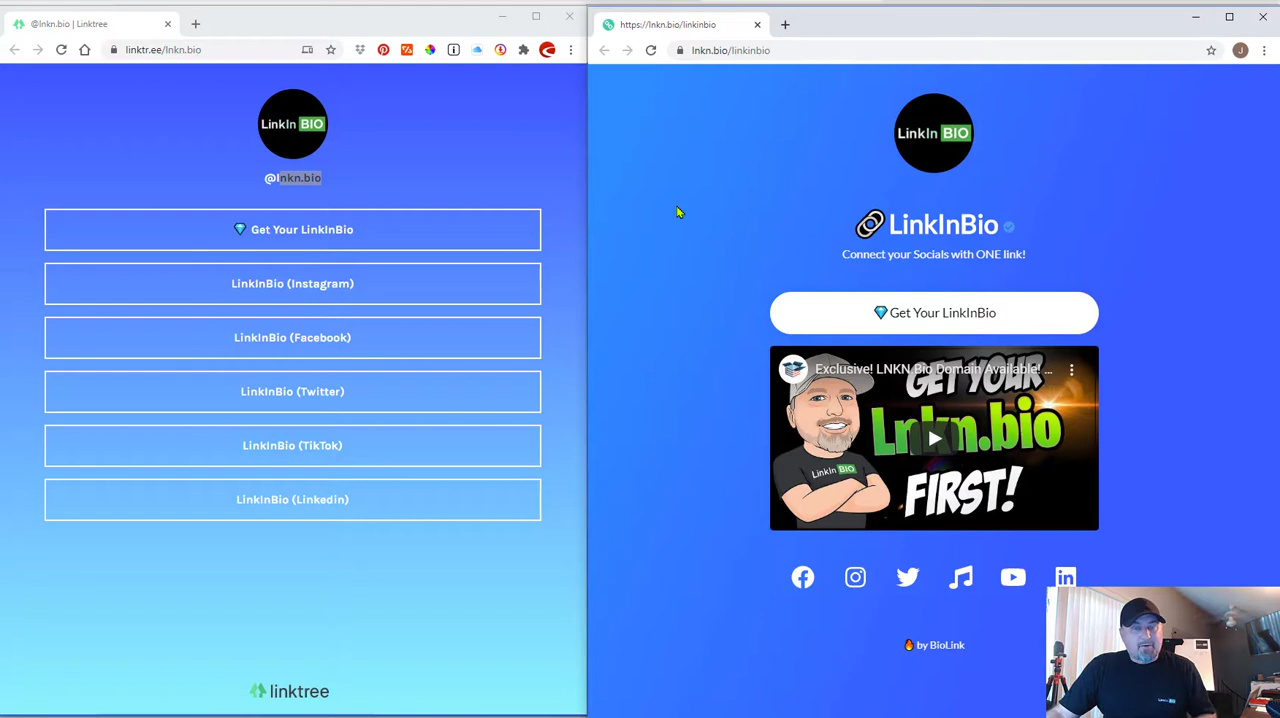 @lnkn.bio | Linktree
linktr.ee/lnkn.bio
LinkIn BIO
@lnkn.bio
💎 Get Your LinkInBio
LinkInBio (Instagram)
LinkInBio (Facebook)
LinkInBio (Twitter)
LinkInBio (TikTok)
LinkInBio (Linkedin)
linktree
https://lnkn.bio/linkinbio
lnkn.bio/linkinbio
J
LinkIn BIO
LinkInBio
Connect your Socials with ONE link!
💎 Get Your LinkInBio
Exclusive! LNKN.Bio Domain Available! ...
GET YOUR
Lnkn.bio
FIRST!
LinkIn BIO
🔥 by BioLink